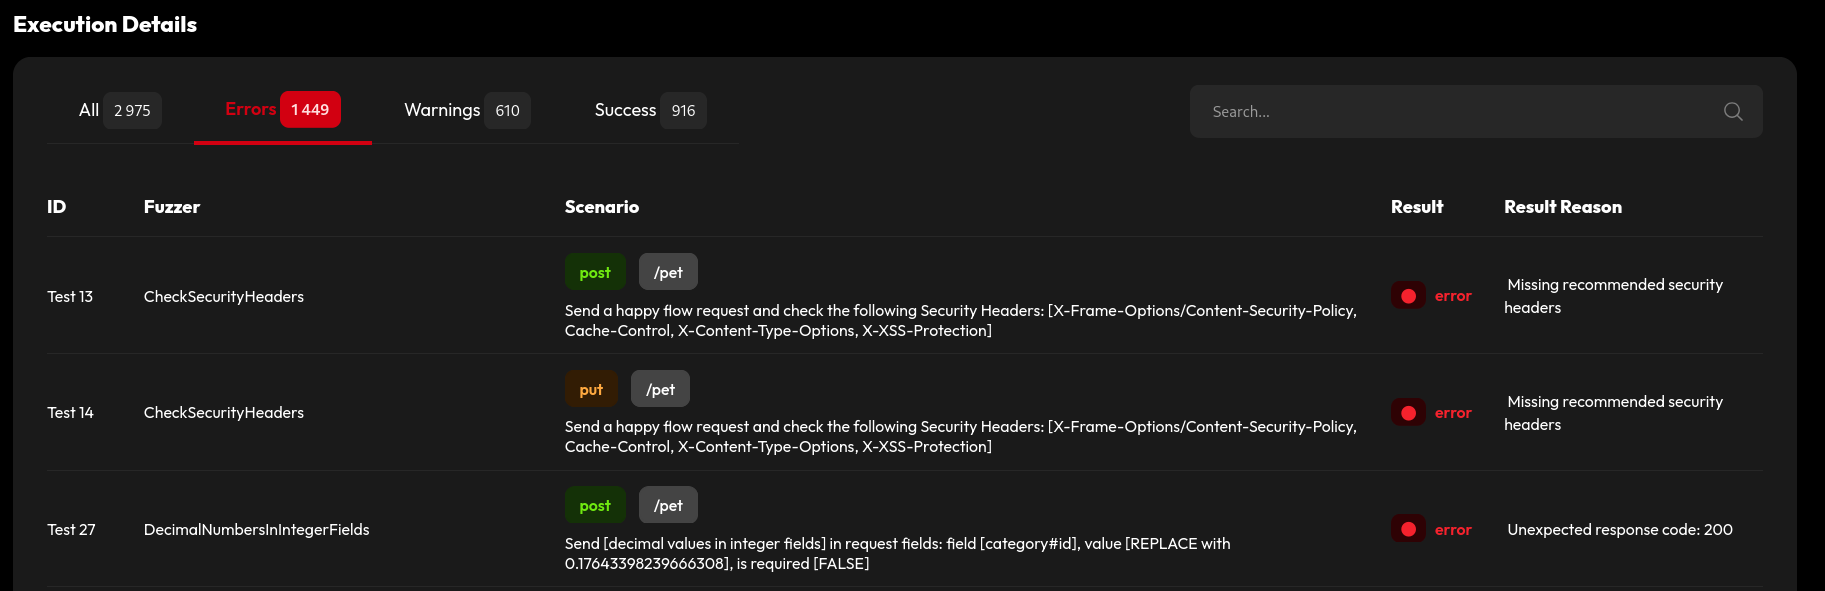 Execution Details
All 2 975 Errors 1 449 Warnings 610 Success 916 Search...
ID Fuzzer Scenario Result Result Reason
post /pet
Test 13 CheckSecurityHeaders Send a happy flow request and check the following Security Headers: [X-Frame-Options/Content-Security-Policy, error Missing recommended security
Cache-Control, X-Content-Type-Options, X-XSS-Protection] headers
put /pet
Test 14 CheckSecurityHeaders Send a happy flow request and check the following Security Headers: [X-Frame-Options/Content-Security-Policy, error Missing recommended security
Cache-Control, X-Content-Type-Options, X-XSS-Protection] headers
post /pet
Test 27 DecimalNumbersInIntegerFields Send [decimal values in integer fields] in request fields: field [category#id], value [REPLACE with error Unexpected response code: 200
0.17643398239666308], is required [FALSE]